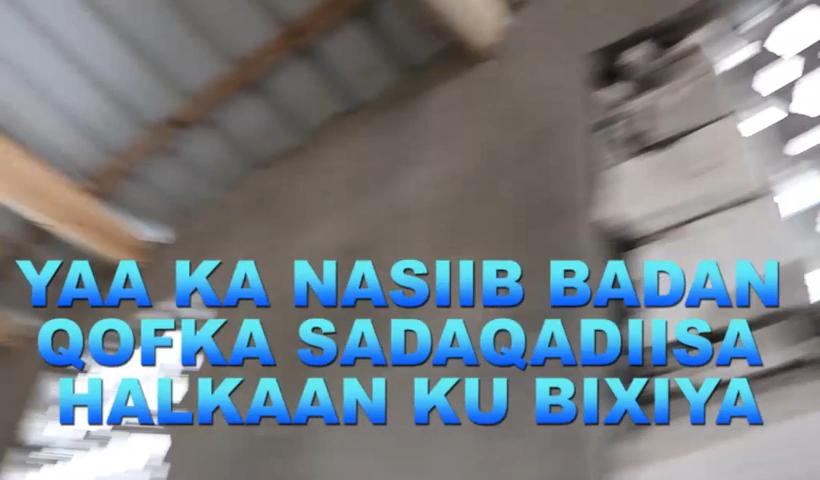 YAA KA NASIIB BADAN
QOFKA SADAQADIISA
HALKAAN KU BIXIYA